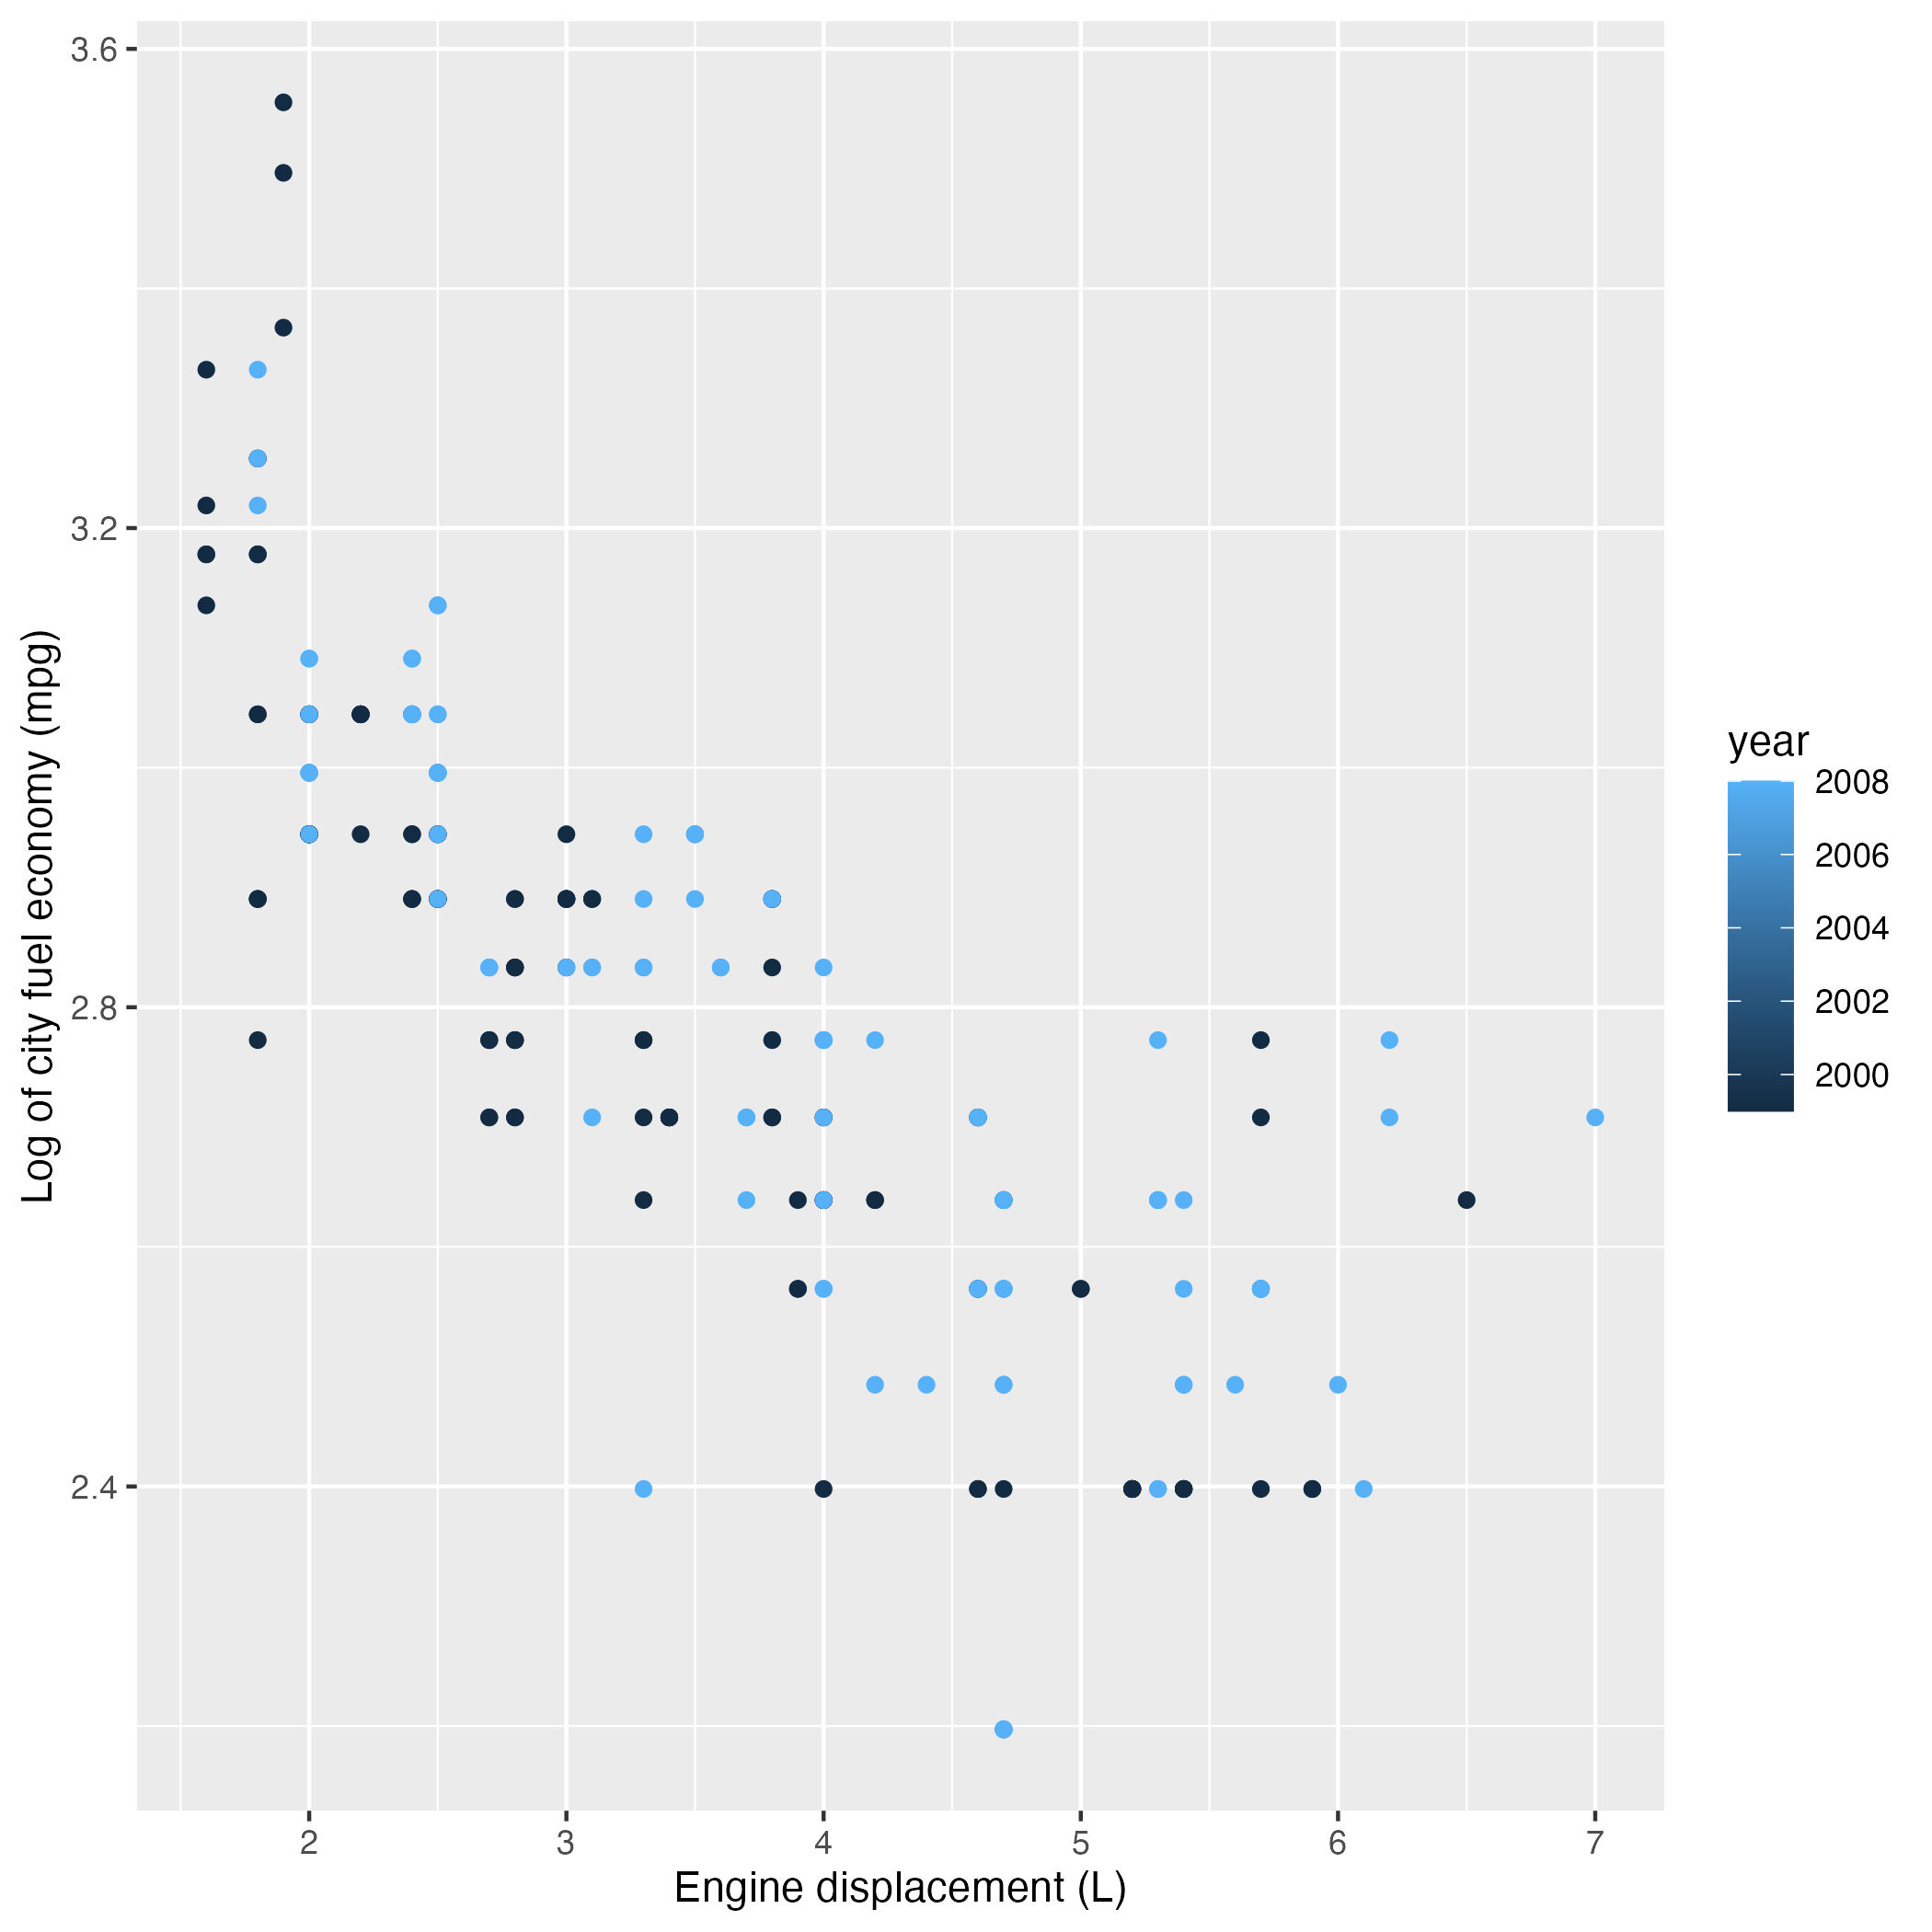 3.6
3.2
2.8
2.4
Log of city fuel economy (mpg)
2 3 4 5 6 7
Engine displacement (L)
year
2008
2006
2004
2002
2000